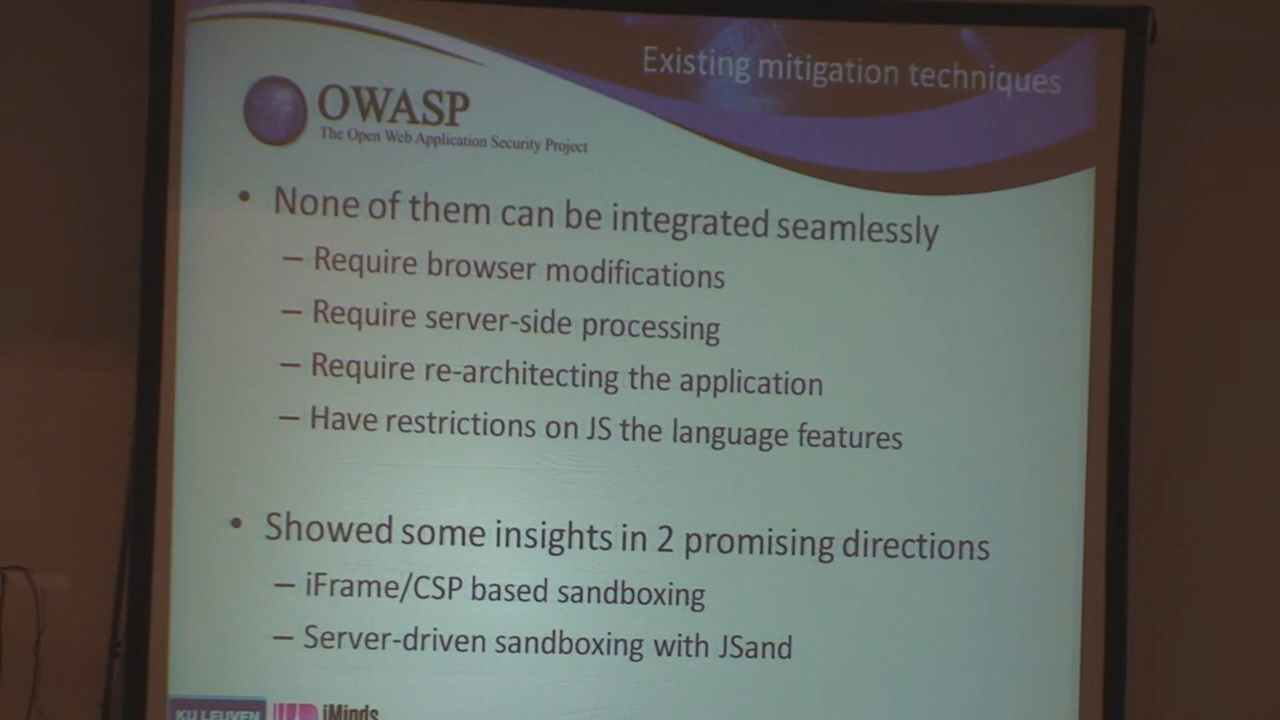 Existing mitigation techniques
OWASP
The Open Web Application Security Project
• None of them can be integrated seamlessly
– Require browser modifications
– Require server-side processing
– Require re-architecting the application
– Have restrictions on JS the language features
• Showed some insights in 2 promising directions
– iFrame/CSP based sandboxing
– Server-driven sandboxing with JSand
KU LEUVEN
iMinds